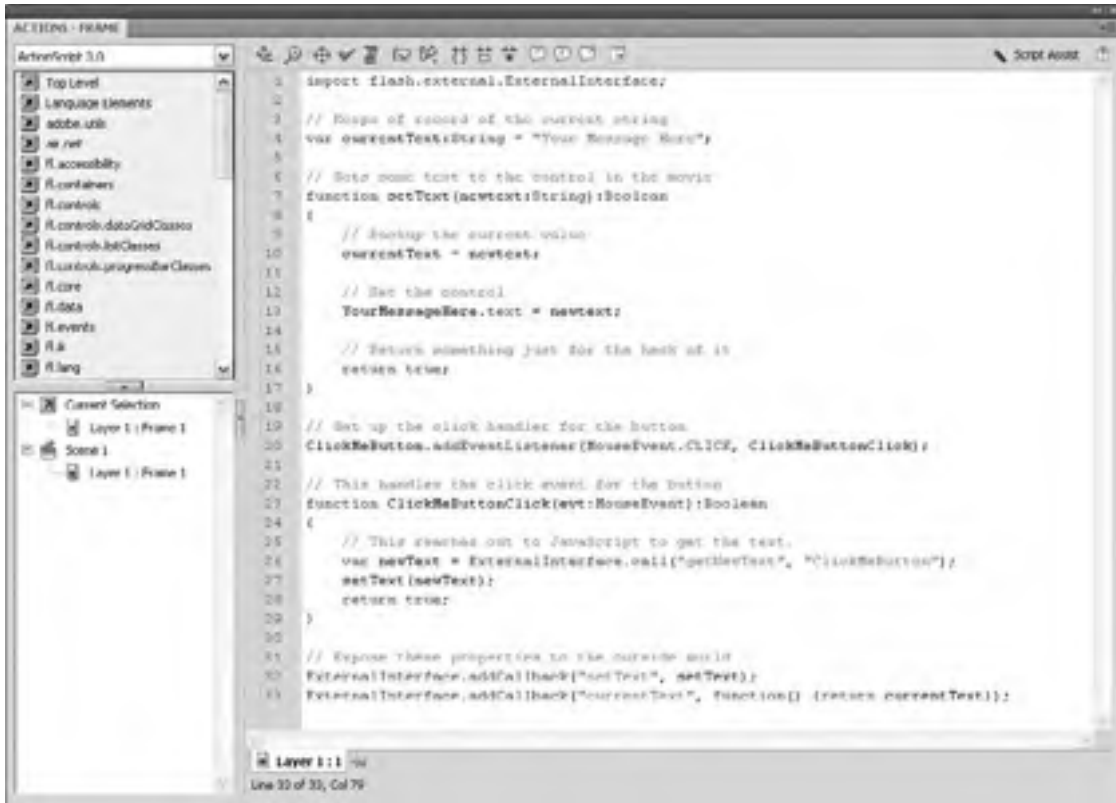 ACTIONS - FRAME
ActionScript 3.0
Script Assist
Top Level
Language Elements
adobe.utils
air.net
fl.accessibility
fl.containers
fl.controls
fl.controls.dataGridClasses
fl.controls.listClasses
fl.controls.progressBarClasses
fl.core
fl.data
fl.events
fl.ik
fl.lang
Current Selection
Layer 1 : Frame 1
Scene 1
Layer 1 : Frame 1
1 import flash.external.ExternalInterface;
2
3 // Keeps of record of the current string
4 var currentText:String = "Your Message Here";
5
6 // Sets some text to the control in the movie
7 function setText(newtext:String):Boolean
8 {
9 // Backup the current value
10 currentText = newtext;
11
12 // Set the control
13 YourMessageHere.text = newtext;
14
15 // Return something just for the heck of it
16 return true;
17 }
18
19 // Set up the click handler for the button
20 ClickMeButton.addEventListener(MouseEvent.CLICK, ClickMeButtonClick);
21
22 // This handles the click event for the button
23 function ClickMeButtonClick(evt:MouseEvent):Boolean
24 {
25 // This reaches out to JavaScript to get the text.
26 var newText = ExternalInterface.call("getNewText", "ClickMeButton");
27 setText(newText);
28 return true;
29 }
30
31 // Expose these properties to the outside world
32 ExternalInterface.addCallback("setText", setText);
33 ExternalInterface.addCallback("currentText", function() {return currentText});
Layer 1 : 1
Line 33 of 33, Col 79